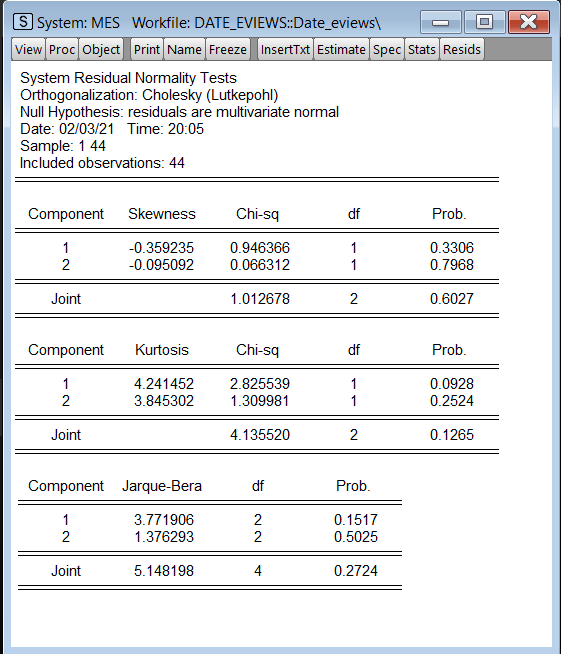 S System: MES Workfile: DATE_EVIEWS::Date_eviews\
View Proc Object Print Name Freeze InsertTxt Estimate Spec Stats Resids
System Residual Normality Tests
Orthogonalization: Cholesky (Lutkepohl)
Null Hypothesis: residuals are multivariate normal
Date: 02/03/21 Time: 20:05
Sample: 1 44
Included observations: 44
Component Skewness Chi-sq df Prob.
1 -0.359235 0.946366 1 0.3306
2 -0.095092 0.066312 1 0.7968
Joint 1.012678 2 0.6027
Component Kurtosis Chi-sq df Prob.
1 4.241452 2.825539 1 0.0928
2 3.845302 1.309981 1 0.2524
Joint 4.135520 2 0.1265
Component Jarque-Bera df Prob.
1 3.771906 2 0.1517
2 1.376293 2 0.5025
Joint 5.148198 4 0.2724